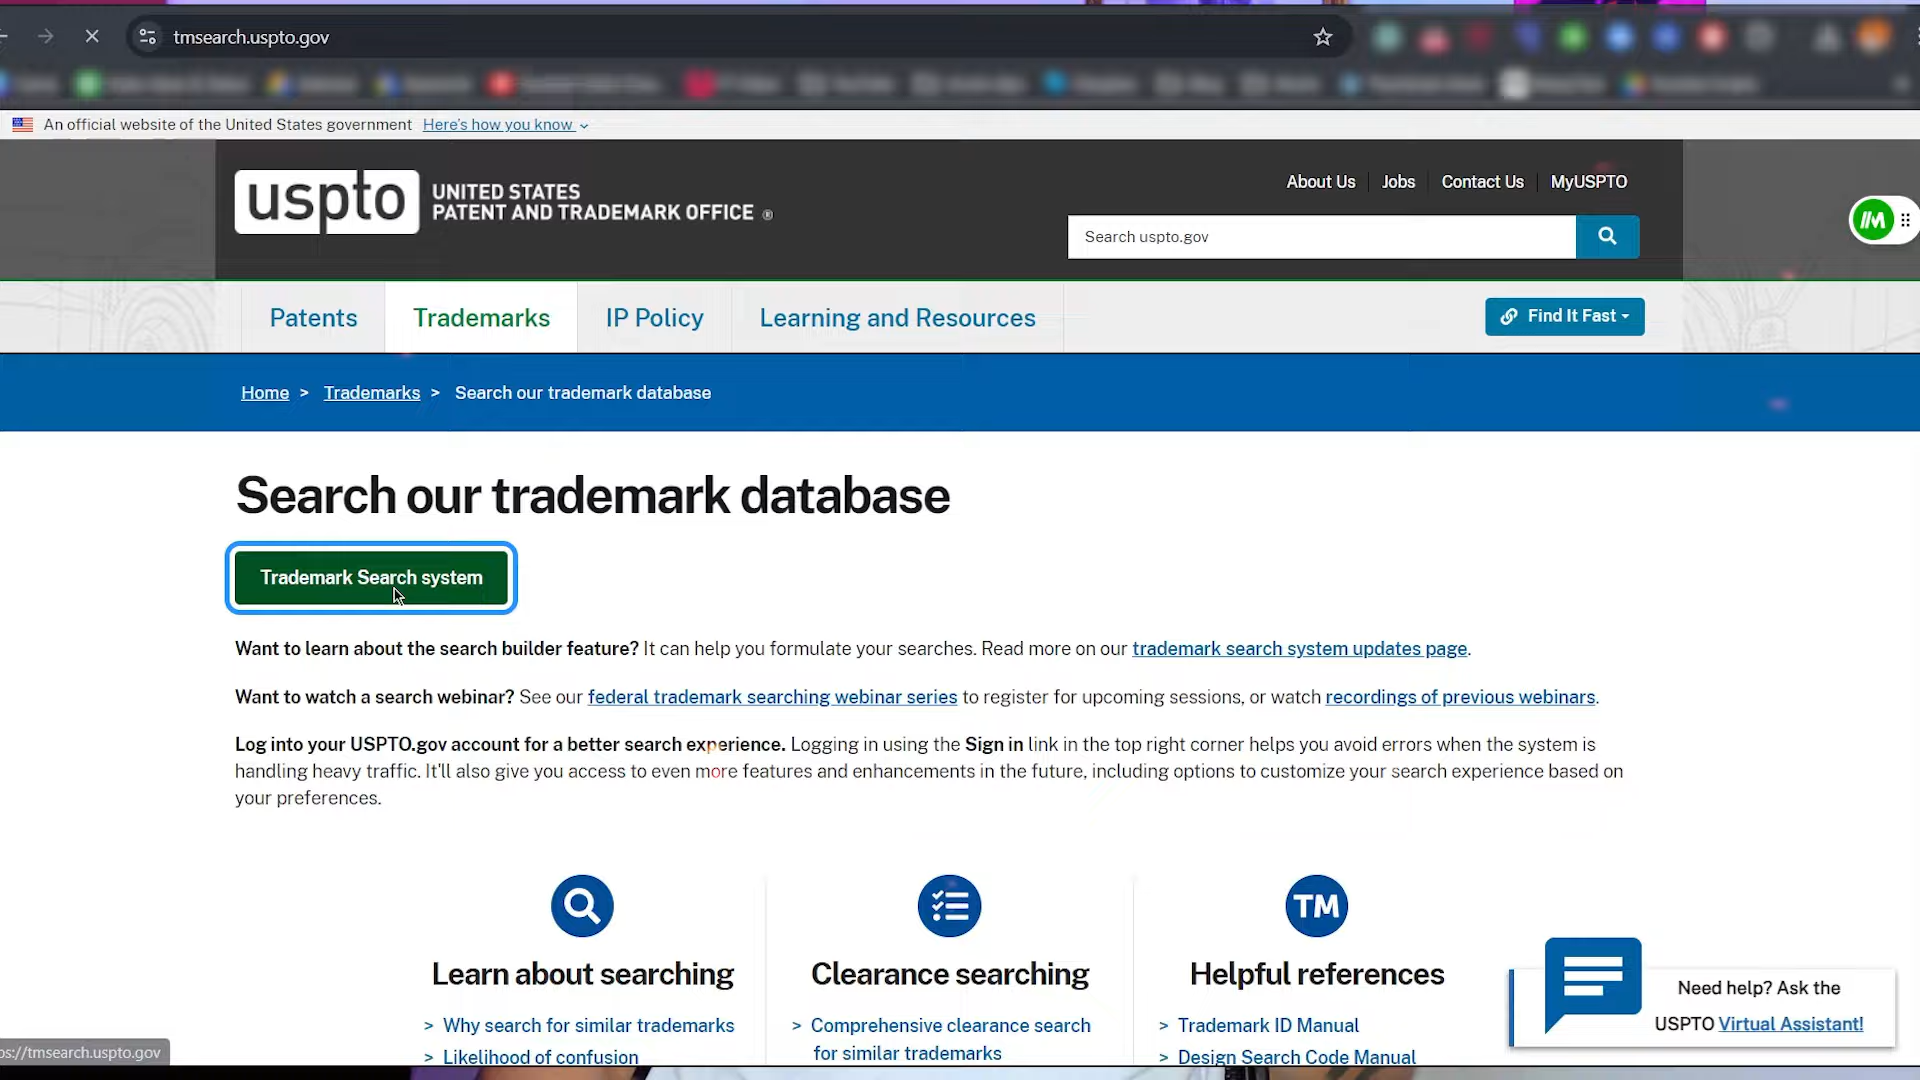 tmsearch.uspto.gov
An official website of the United States government Here's how you know
uspto UNITED STATES PATENT AND TRADEMARK OFFICE ®
About Us Jobs Contact Us MyUSPTO
Search uspto.gov
Patents Trademarks IP Policy Learning and Resources
Find It Fast
Home > Trademarks > Search our trademark database
Search our trademark database
Trademark Search system
Want to learn about the search builder feature? It can help you formulate your searches. Read more on our trademark search system updates page.
Want to watch a search webinar? See our federal trademark searching webinar series to register for upcoming sessions, or watch recordings of previous webinars.
Log into your USPTO.gov account for a better search experience. Logging in using the Sign in link in the top right corner helps you avoid errors when the system is
handling heavy traffic. It'll also give you access to even more features and enhancements in the future, including options to customize your search experience based on
your preferences.
TM
Learn about searching
> Why search for similar trademarks
> Likelihood of confusion
Clearance searching
> Comprehensive clearance search
for similar trademarks
Helpful references
> Trademark ID Manual
> Design Search Code Manual
Need help? Ask the
USPTO Virtual Assistant!
ps://tmsearch.uspto.gov